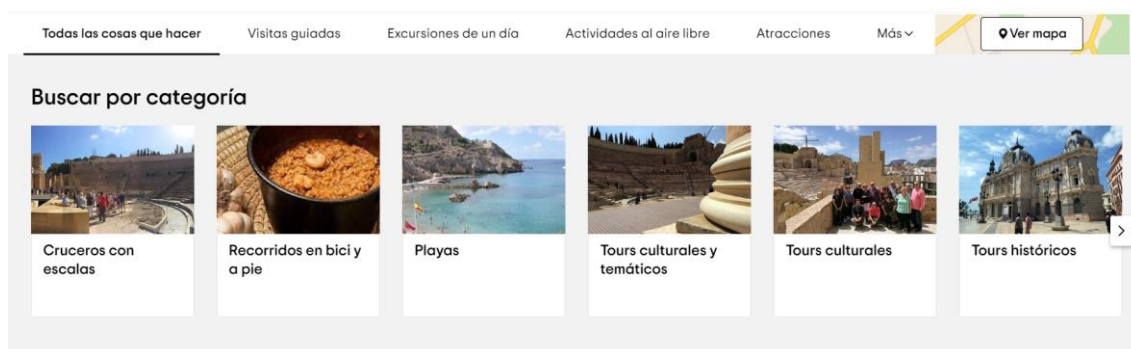 Todas las cosas que hacer Visitas guiadas Excursiones de un día Actividades al aire libre Atracciones Más Ver mapa
Buscar por categoría
Cruceros con
escalas
Recorridos en bici y
a pie
Playas
Tours culturales y
temáticos
Tours culturales
Tours históricos